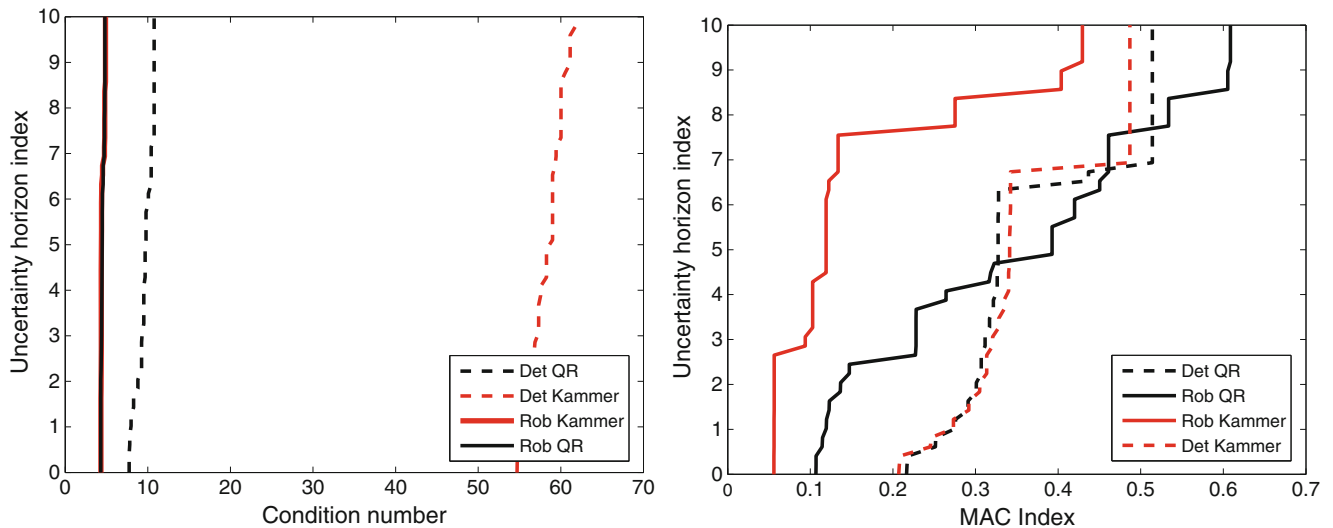 Uncertainty horizon index
10
9
8
7
6
5
4
3
2
1
0
0 10 20 30 40 50 60 70
Condition number
Det QR
Det Kammer
Rob Kammer
Rob QR
Uncertainty horizon index
10
9
8
7
6
5
4
3
2
1
0
0 0.1 0.2 0.3 0.4 0.5 0.6 0.7
MAC Index
Det QR
Rob QR
Rob Kammer
Det Kammer